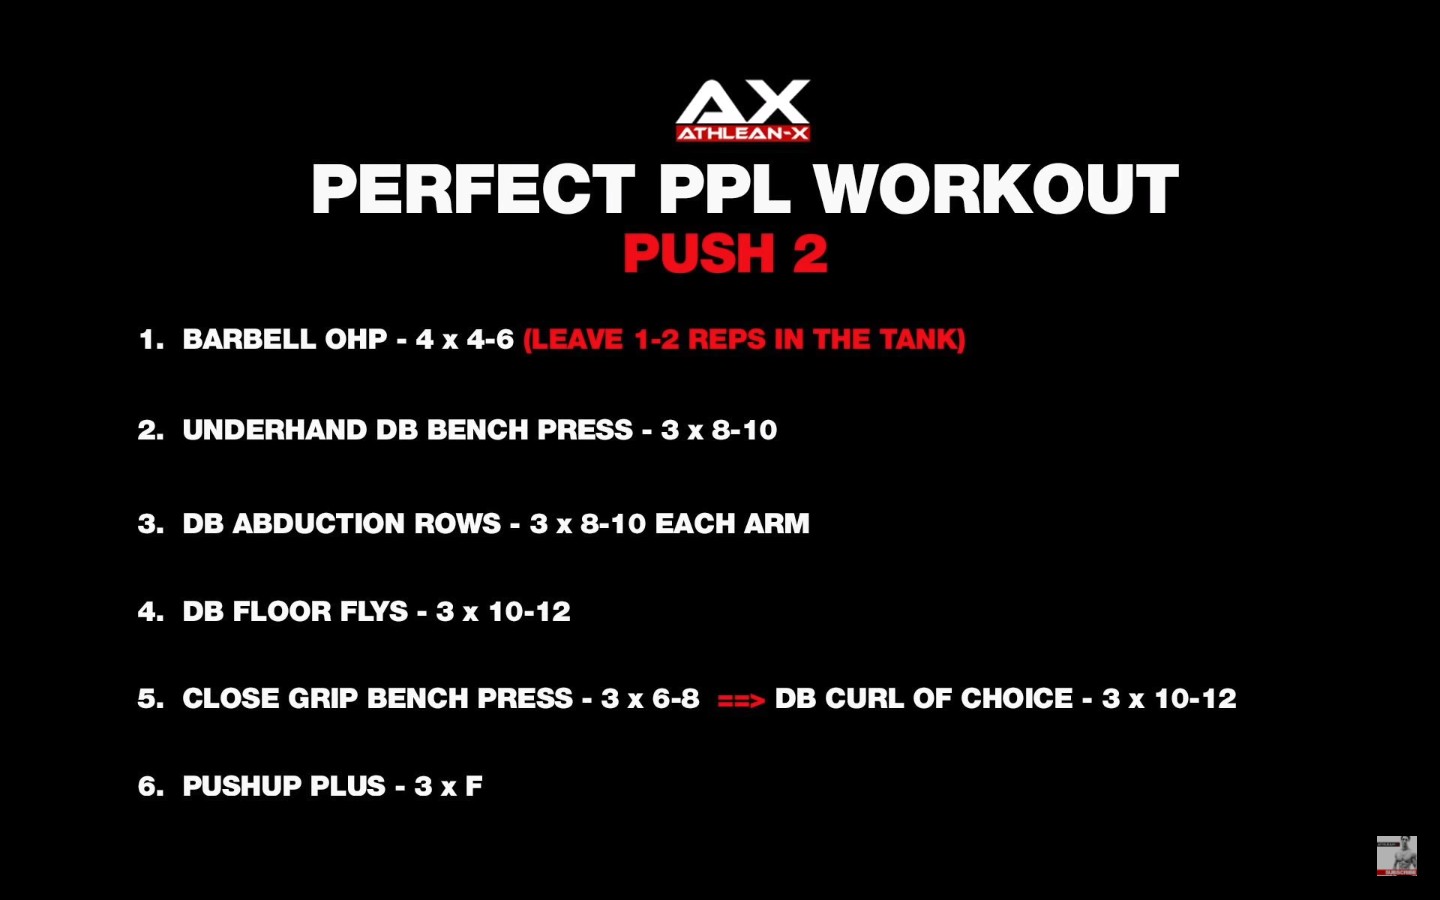 AX
ATHLEAN-X
PERFECT PPL WORKOUT
PUSH 2
1. BARBELL OHP - 4 x 4-6 (LEAVE 1-2 REPS IN THE TANK)
2. UNDERHAND DB BENCH PRESS - 3 x 8-10
3. DB ABDUCTION ROWS - 3 x 8-10 EACH ARM
4. DB FLOOR FLYS - 3 x 10-12
5. CLOSE GRIP BENCH PRESS - 3 x 6-8 ==> DB CURL OF CHOICE - 3 x 10-12
6. PUSHUP PLUS - 3 x F
SUBSCRIBE